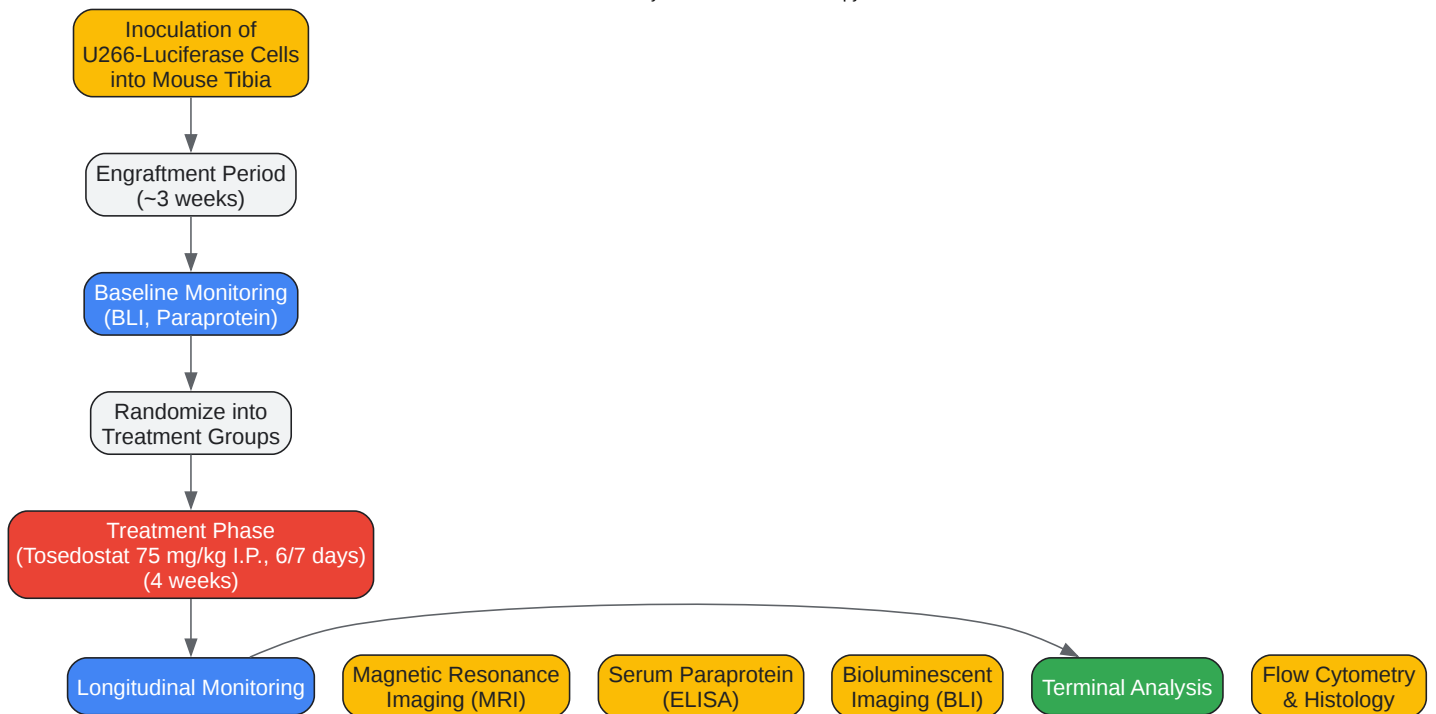 Inoculation of
U266-Luciferase Cells
into Mouse Tibia
Engraftment Period
(~3 weeks)
Baseline Monitoring
(BLI, Paraprotein)
Randomize into
Treatment Groups
Treatment Phase
(Tosedostat 75 mg/kg I.P., 6/7 days)
(4 weeks)
Longitudinal Monitoring
Magnetic Resonance
Imaging (MRI)
Serum Paraprotein
(ELISA)
Bioluminescent
Imaging (BLI)
Terminal Analysis
Flow Cytometry
& Histology